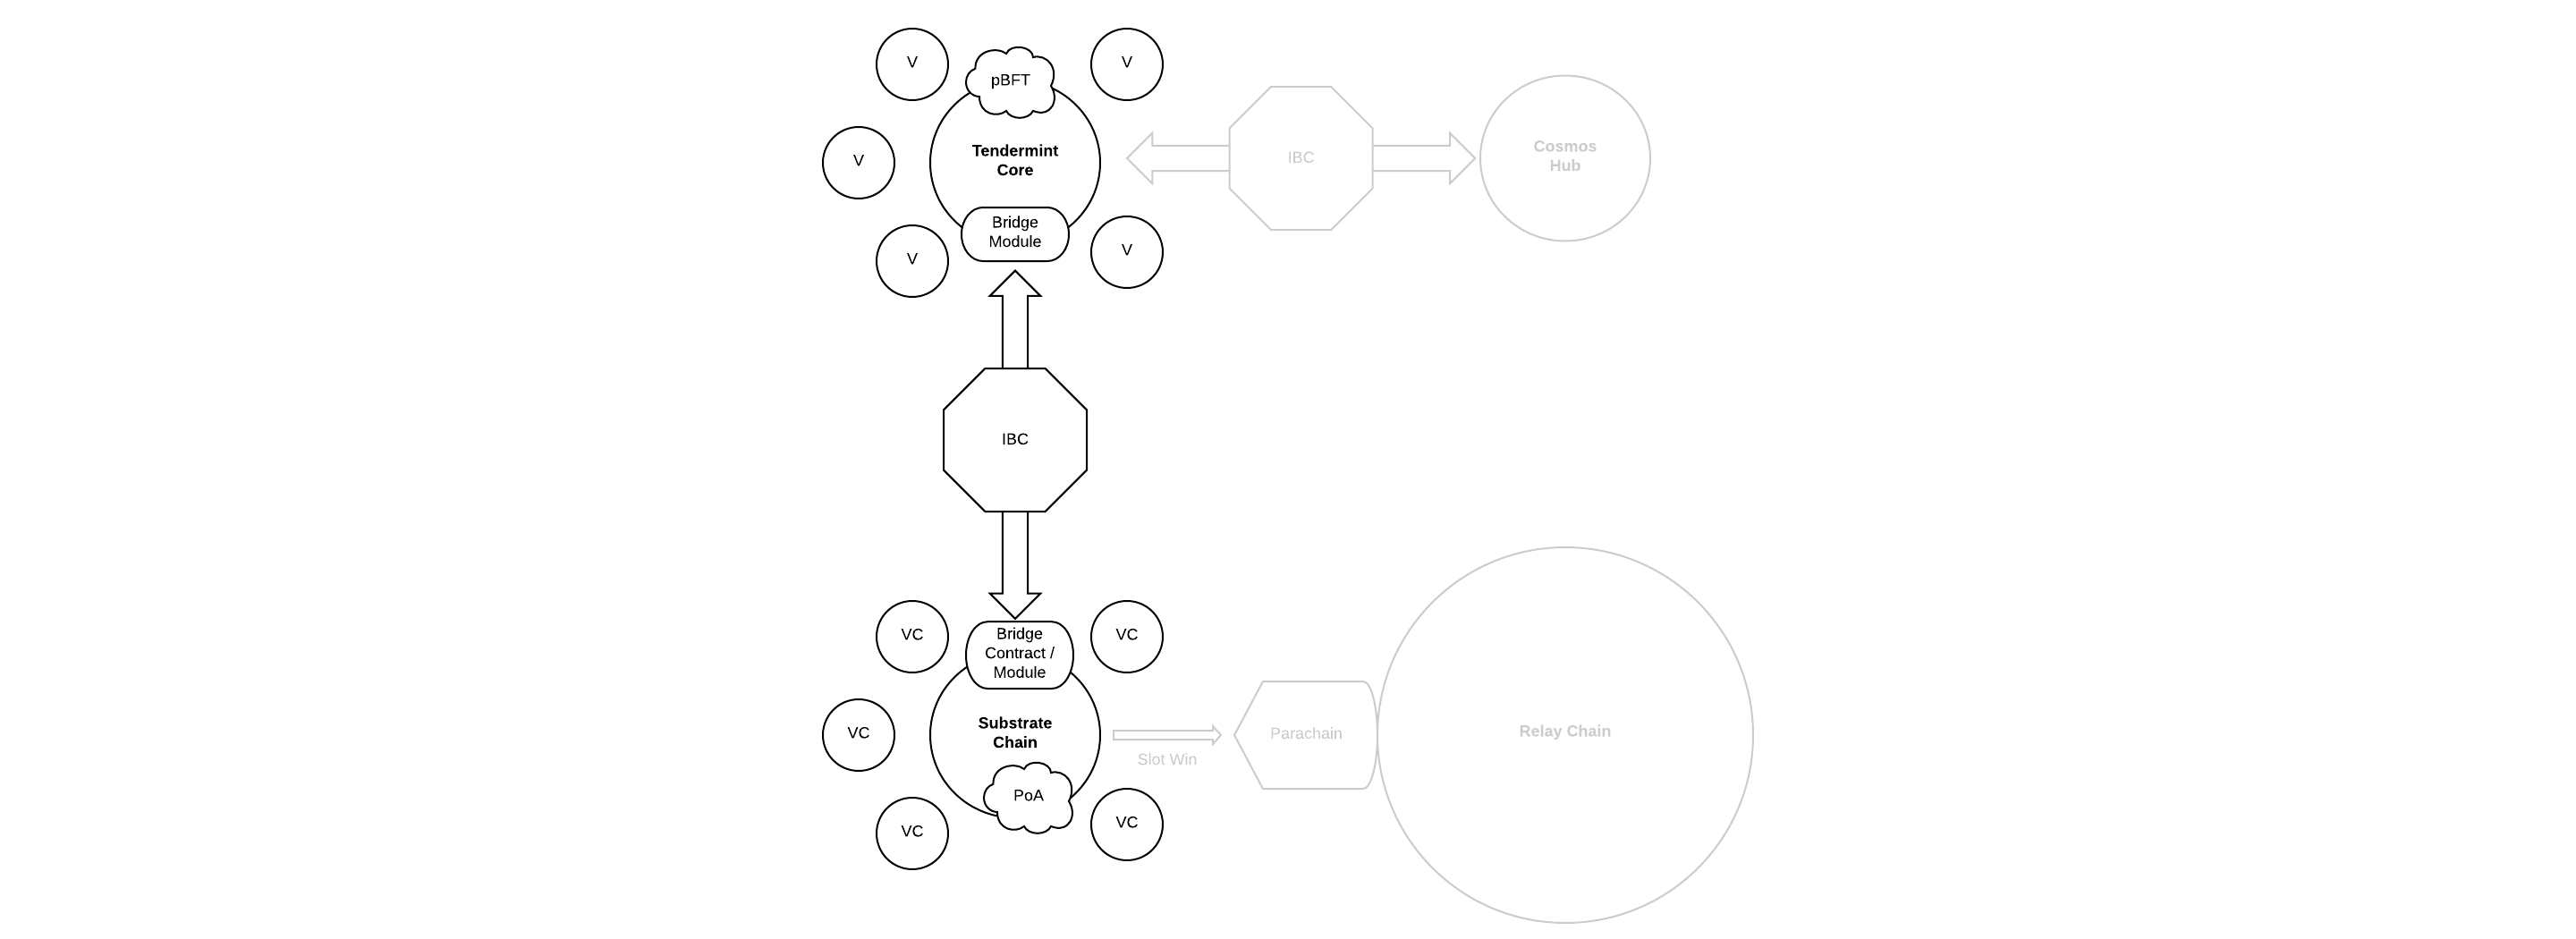 V
pBFT
V
V
Tendermint
Core
IBC
Cosmos
Hub
Bridge
Module
V
V
IBC
VC
Bridge
Contract /
Module
VC
VC
Substrate
Chain
Slot Win
Parachain
Relay Chain
PoA
VC
VC